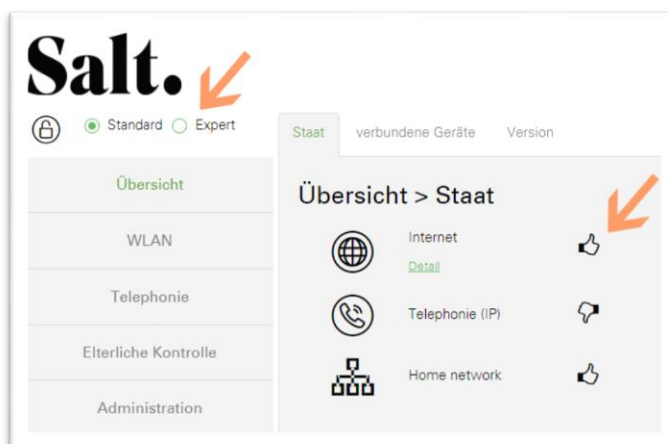 Salt.
Standard Expert
Staat verbundene Geräte Version
Übersicht
WLAN
Telephonie
Elterliche Kontrolle
Administration
Übersicht > Staat
Internet
Detail
Telephonie (IP)
Home network